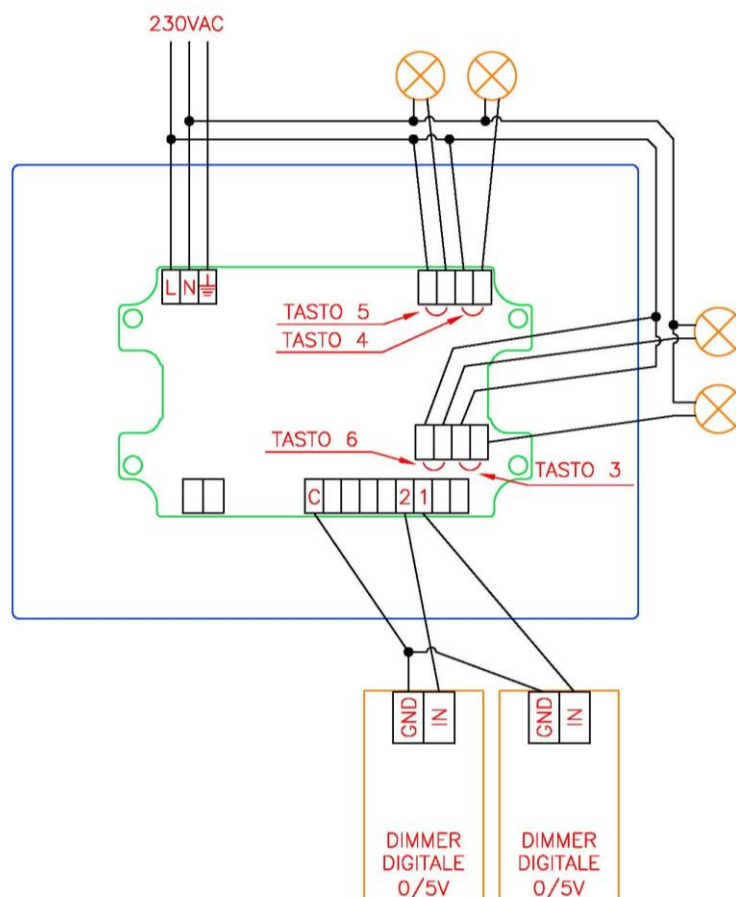 230VAC
L N
TASTO 5
TASTO 4
TASTO 6
TASTO 3
C 2 1
GND IN
GND IN
DIMMER
DIGITALE
0/5V
DIMMER
DIGITALE
0/5V